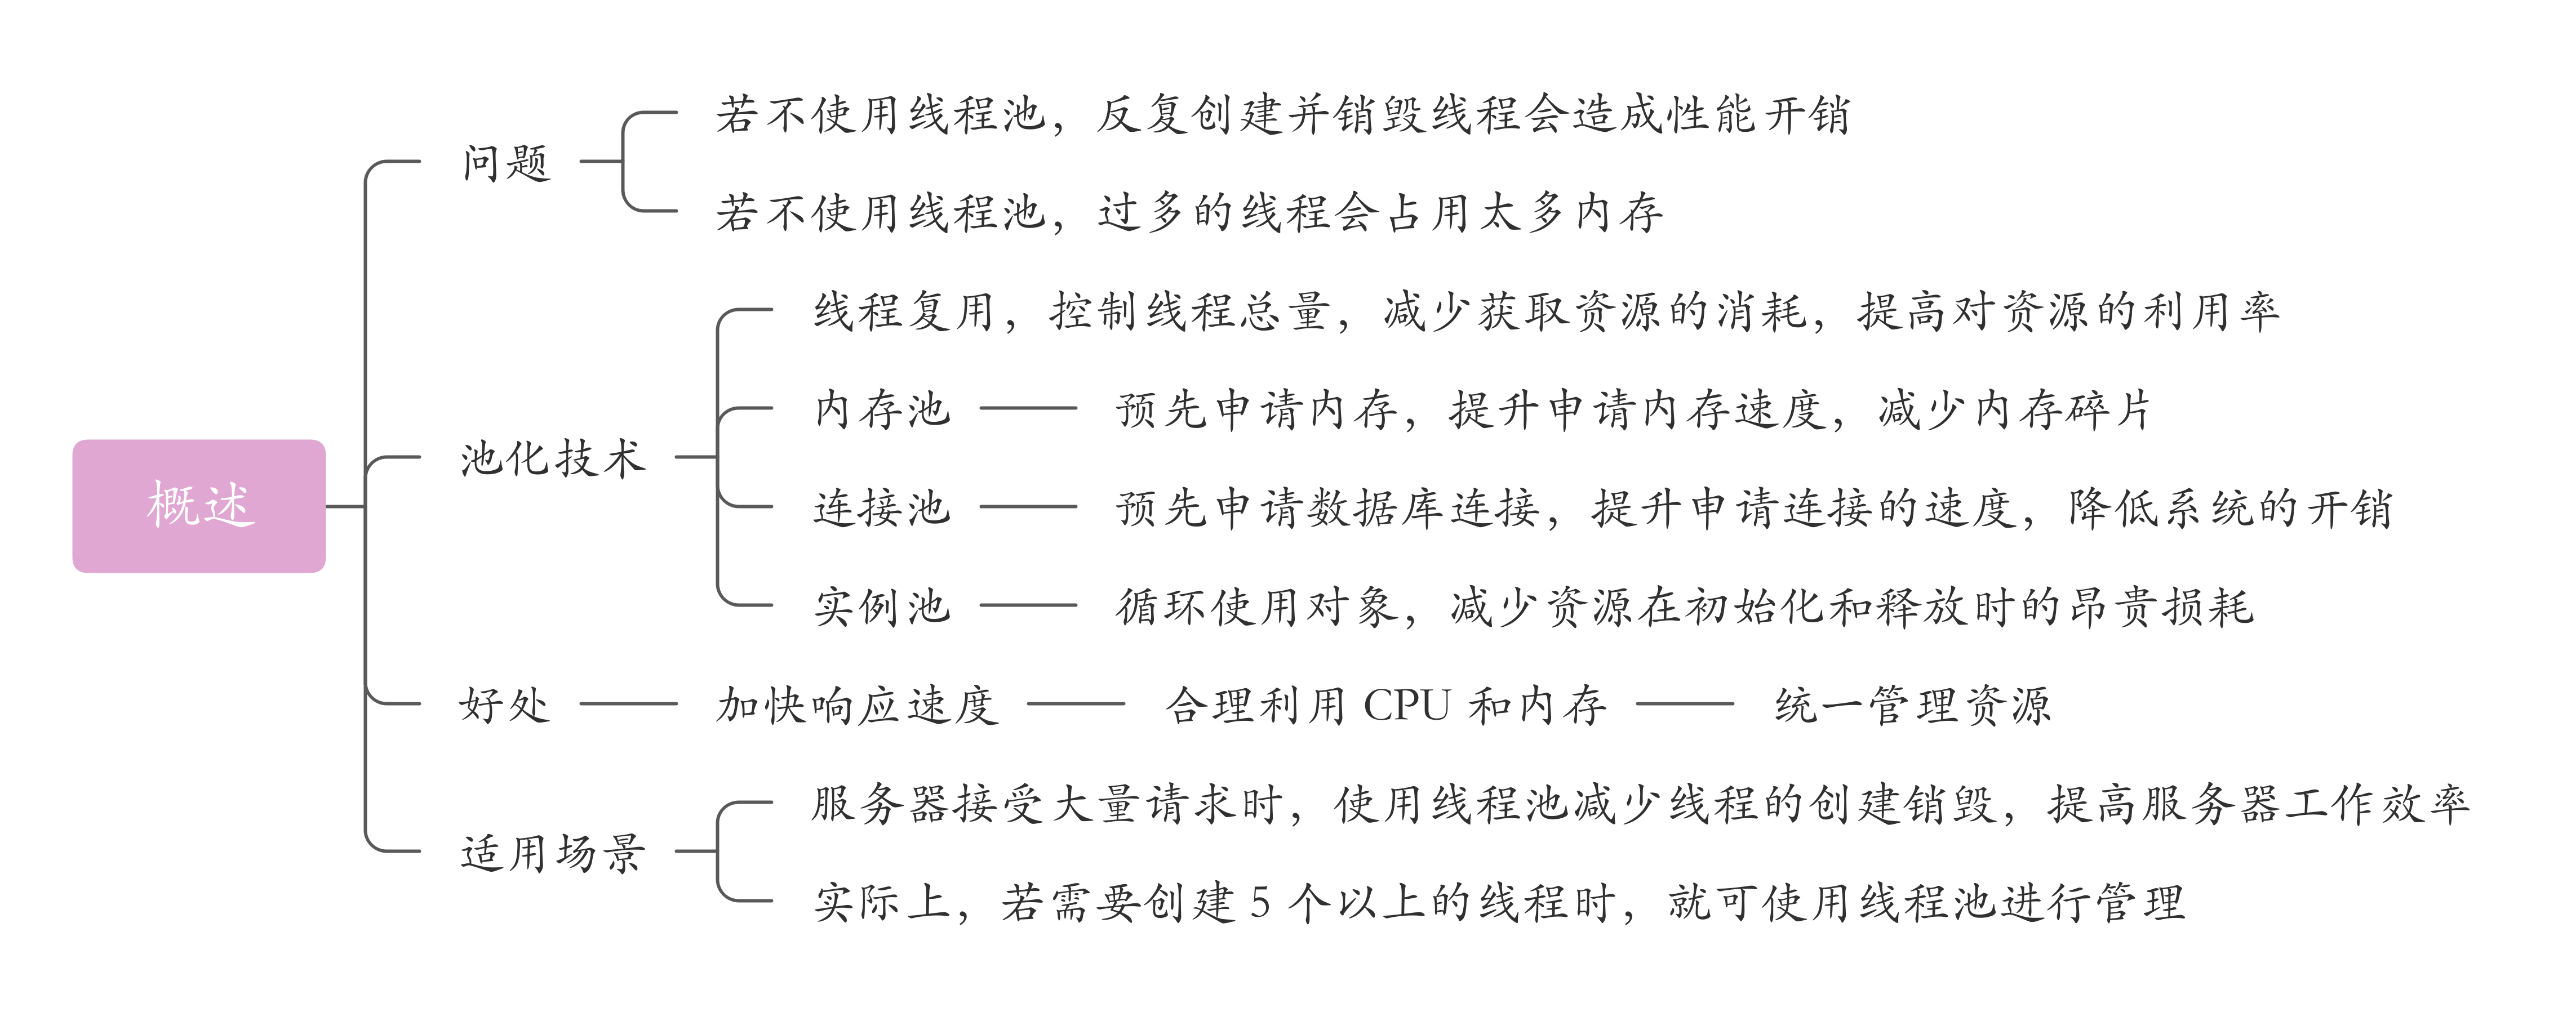 概述
问题
若不使用线程池，反复创建并销毁线程会造成性能开销
若不使用线程池，过多的线程会占用太多内存
池化技术
线程复用，控制线程总量，减少获取资源的消耗，提高对资源的利用率
内存池
预先申请内存，提升申请内存速度，减少内存碎片
连接池
预先申请数据库连接，提升申请连接的速度，降低系统的开销
实例池
循环使用对象，减少资源在初始化和释放时的昂贵损耗
好处
加快响应速度
合理利用 CPU 和内存
统一管理资源
适用场景
服务器接受大量请求时，使用线程池减少线程的创建销毁，提高服务器工作效率
实际上，若需要创建 5 个以上的线程时，就可使用线程池进行管理